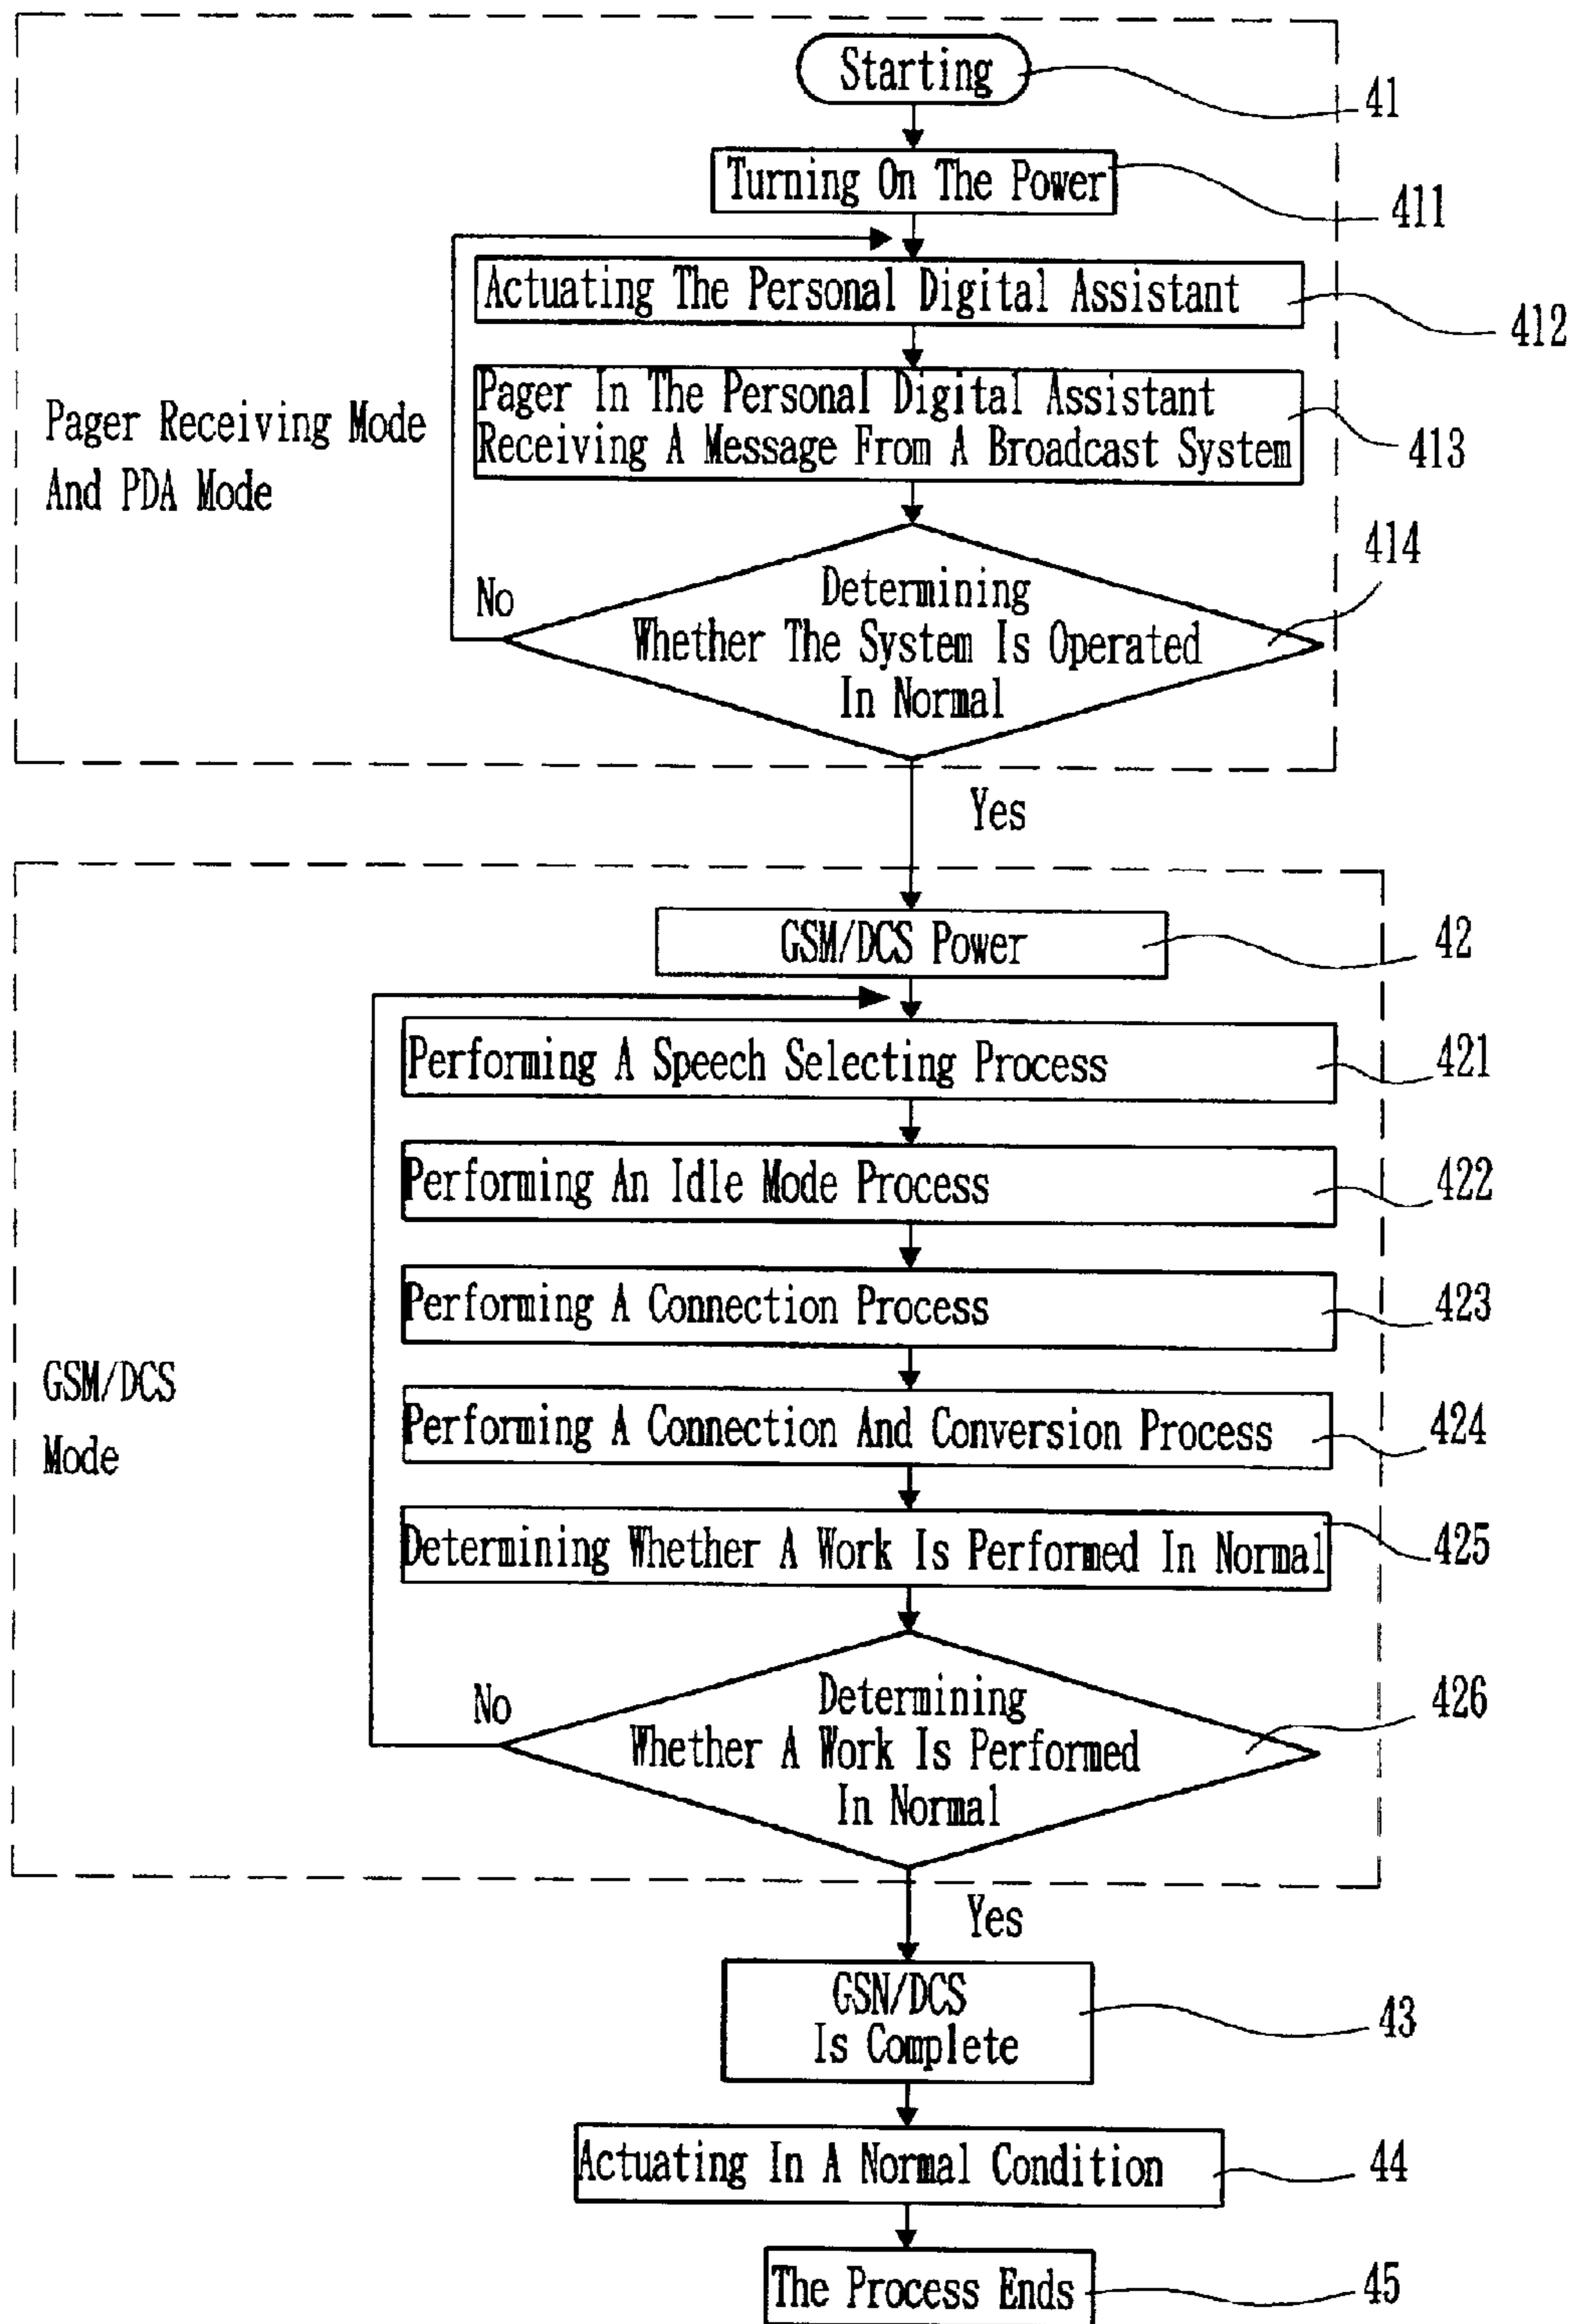 Starting
41
Turning On The Power
411
Actuating The Personal Digital Assistant
412
Pager In The Personal Digital Assistant
Receiving A Message From A Broadcast System
413
Pager Receiving Mode
And PDA Mode
414
No
Determining
Whether The System Is Operated
In Normal
Yes
GSM/DCS Power
42
Performing A Speech Selecting Process
421
Performing An Idle Mode Process
422
Performing A Connection Process
423
GSM/DCS
Mode
Performing A Connection And Conversion Process
424
Determining Whether A Work Is Performed In Normal
425
No
Determining
Whether A Work Is Performed
In Normal
426
Yes
GSN/DCS
Is Complete
43
Actuating In A Normal Condition
44
The Process Ends
45